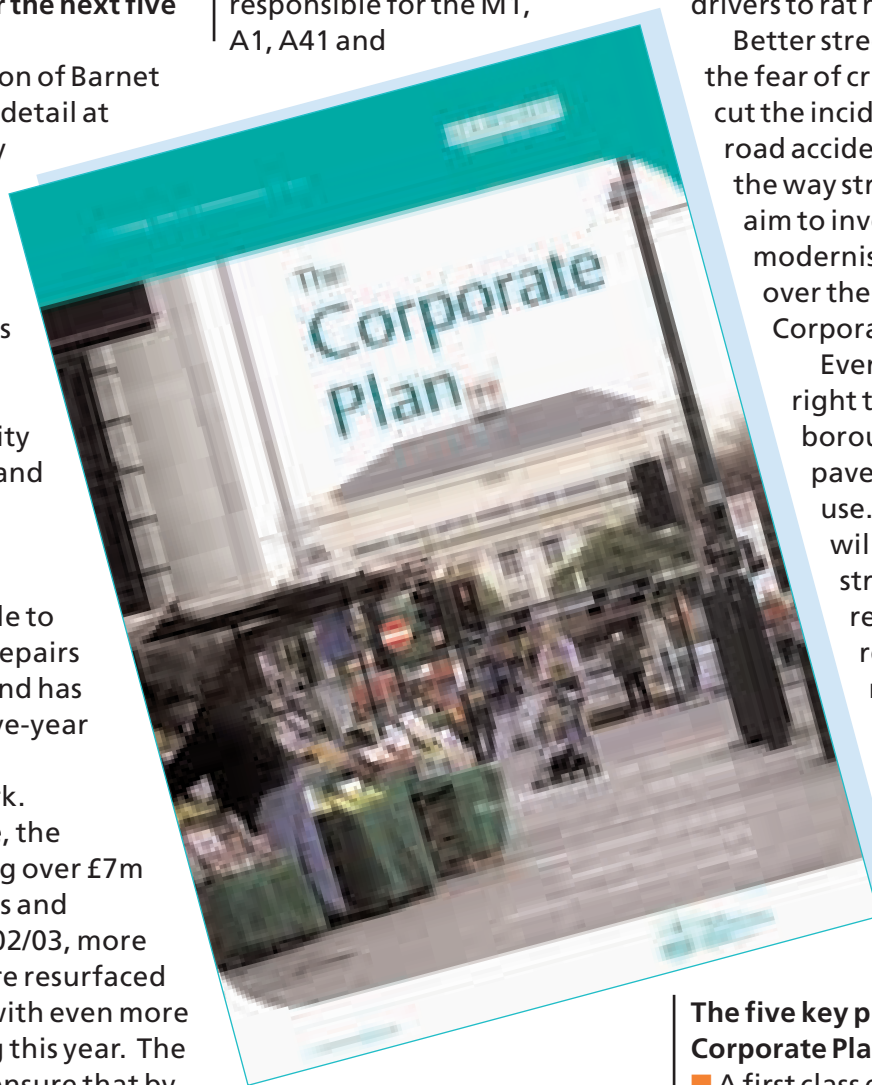 r the next five
on of Barnet
detail at
y
s
ity
and
le to
epairs
nd has
ve-year
rk.
, the
g over £7m
s and
02/03, more
re resurfaced
with even more
g this year. The
ensure that by
responsible for the M1,
A1, A41 and
The
Corporate
Plan
drivers to rat r
Better stre
the fear of cr
cut the incid
road accide
the way str
aim to inv
modernis
over the
Corpora
Ever
right t
borou
pave
use.
wil
str
re
r
The five key p
Corporate Pla
A first class